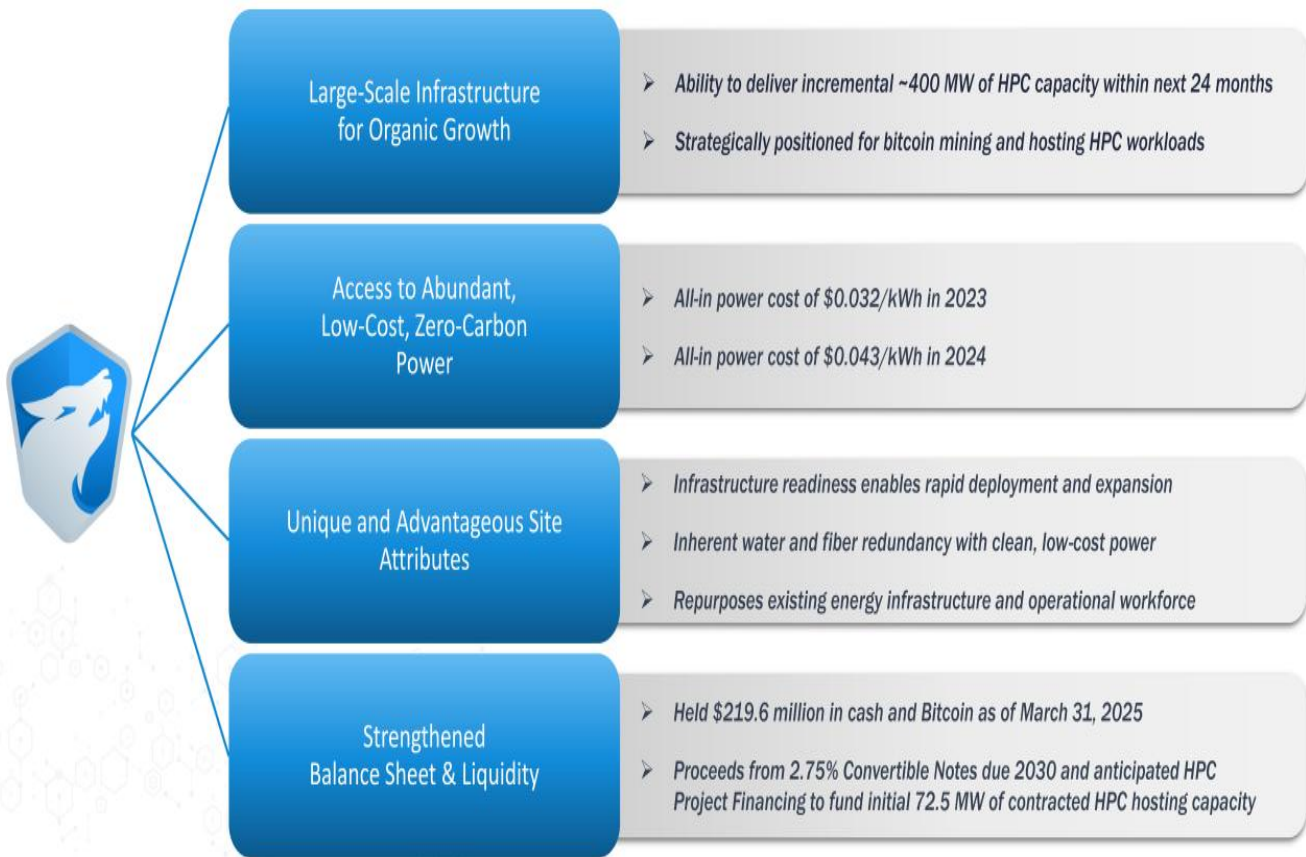 Large-Scale Infrastructure
for Organic Growth
➤ Ability to deliver incremental ~400 MW of HPC capacity within next 24 months
➤ Strategically positioned for bitcoin mining and hosting HPC workloads
Access to Abundant,
Low-Cost, Zero-Carbon
Power
➤ All-in power cost of $0.032/kWh in 2023
➤ All-in power cost of $0.043/kWh in 2024
Unique and Advantageous Site
Attributes
➤ Infrastructure readiness enables rapid deployment and expansion
➤ Inherent water and fiber redundancy with clean, low-cost power
➤ Repurposes existing energy infrastructure and operational workforce
Strengthened
Balance Sheet & Liquidity
➤ Held $219.6 million in cash and Bitcoin as of March 31, 2025
➤ Proceeds from 2.75% Convertible Notes due 2030 and anticipated HPC
Project Financing to fund initial 72.5 MW of contracted HPC hosting capacity